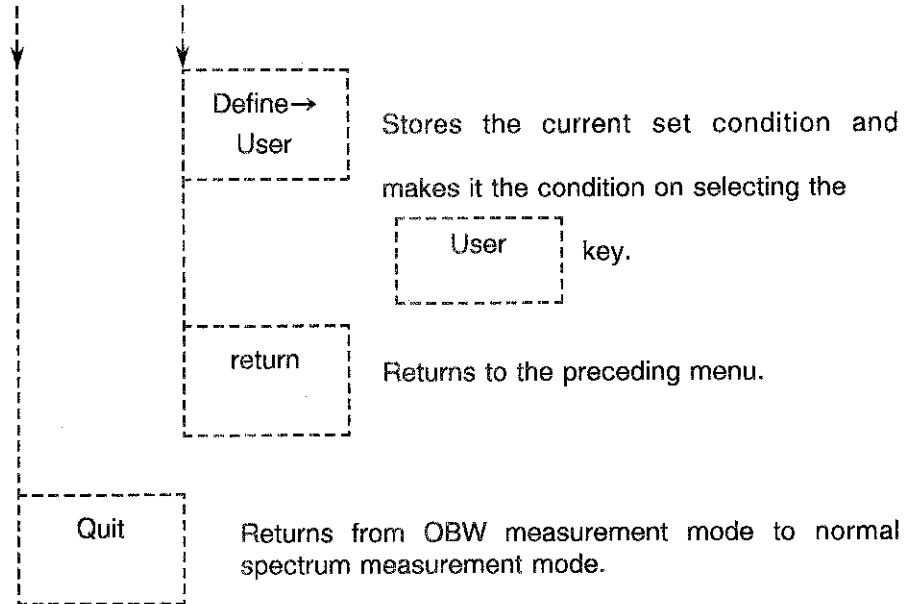 Define→
User
Stores the current set condition and
makes it the condition on selecting the
User key.
return
Returns to the preceding menu.
Quit
Returns from OBW measurement mode to normal
spectrum measurement mode.